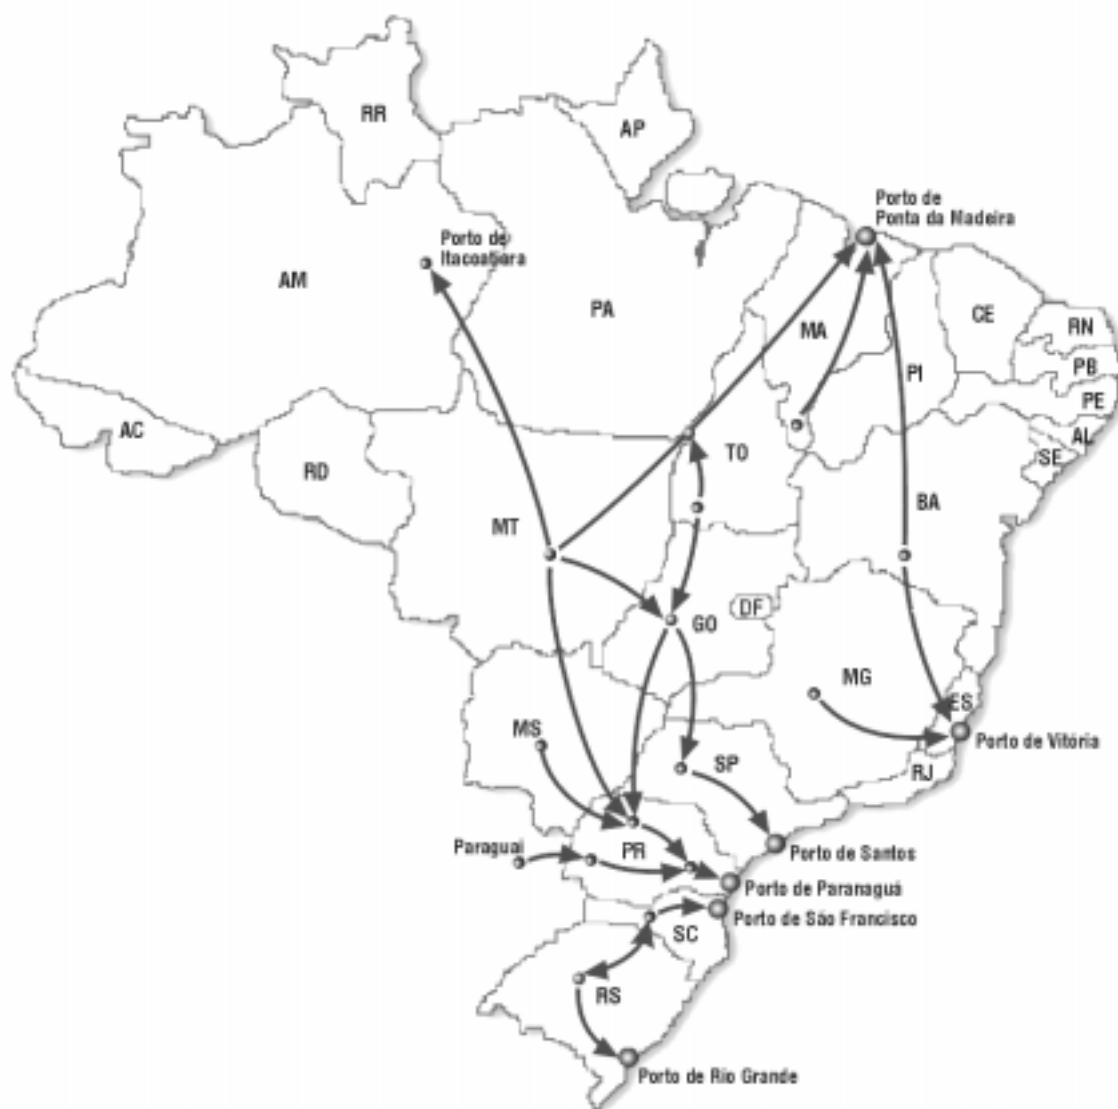 RR
AP
Porto de
Ponta da Madeira
Porto de
Itacoatiora
AM
PA
MA
CE
RN
PB
PI
PE
AC
AL
SE
RD
TO
BA
MT
DF
GO
MG
ES
MS
Porto de Vitória
SP
RJ
Paraguai
PR
Porto de Santos
Porto de Paranaguá
Porto de São Francisco
SC
RS
Porto de Rio Grande